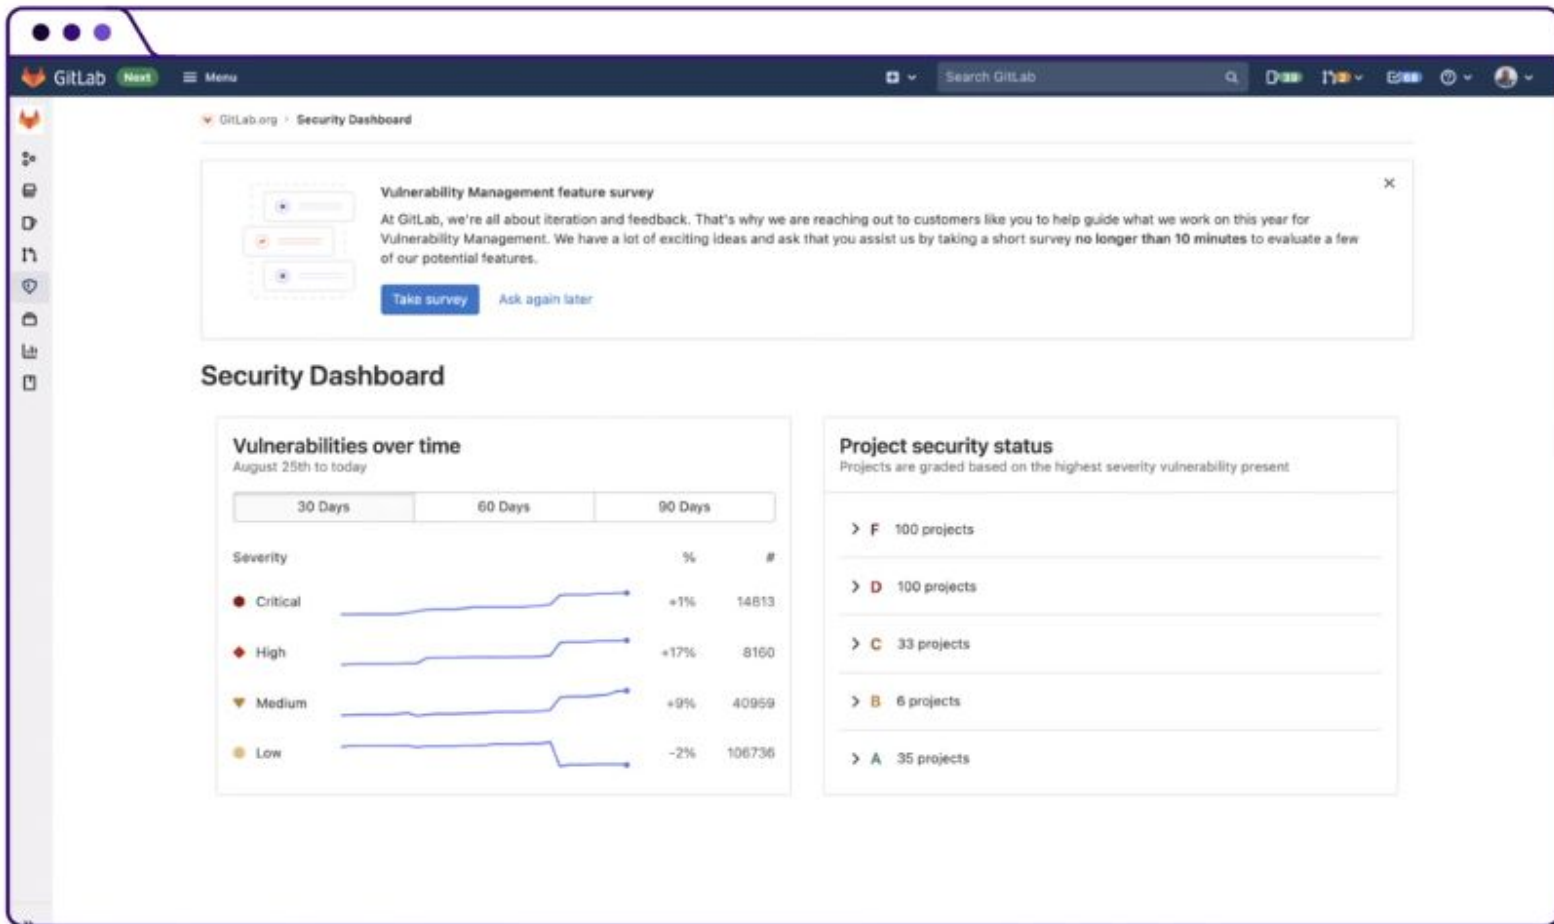 GitLab Next Menu Search GitLab
GitLab.org › Security Dashboard
Vulnerability Management feature survey
At GitLab, we're all about iteration and feedback. That's why we are reaching out to customers like you to help guide what we work on this year for
Vulnerability Management. We have a lot of exciting ideas and ask that you assist us by taking a short survey no longer than 10 minutes to evaluate a few
of our potential features.
Take survey Ask again later
Security Dashboard
Vulnerabilities over time
August 25th to today
30 Days 60 Days 90 Days
Severity % #
Critical +1% 14613
High +17% 8160
Medium +9% 40959
Low -2% 106736
Project security status
Projects are graded based on the highest severity vulnerability present
F 100 projects
D 100 projects
C 33 projects
B 6 projects
A 35 projects